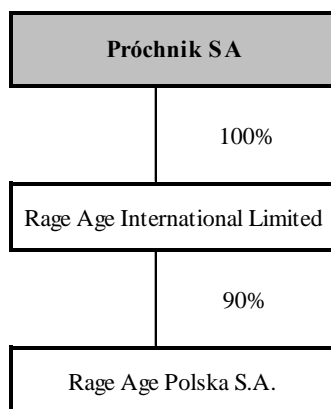 Próchnik SA
100%
Rage Age International Limited
90%
Rage Age Polska S.A.